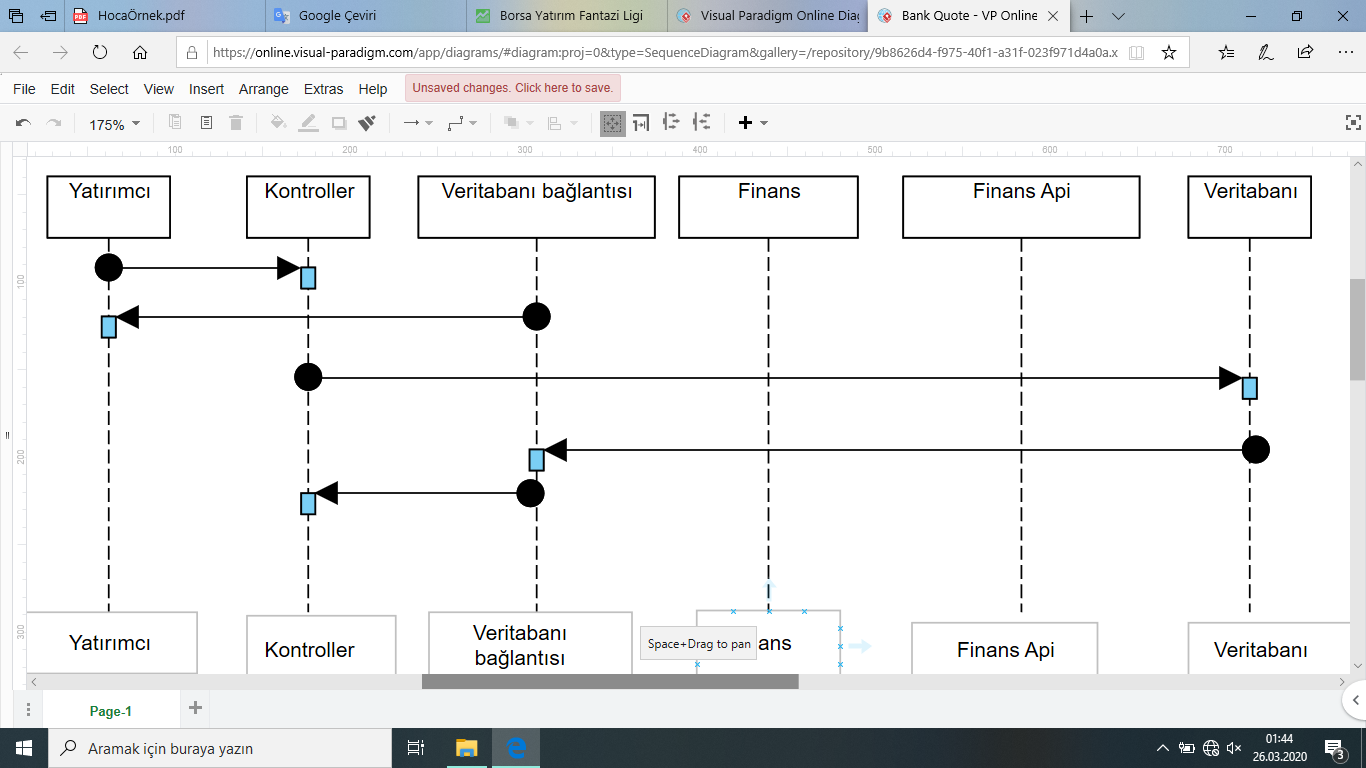 HocaÖrnek.pdf
Google Çeviri
Borsa Yatırım Fantazi Ligi
Visual Paradigm Online Diag
Bank Quote - VP Online
https://online.visual-paradigm.com/app/diagrams/#diagram:proj=0&type=SequenceDiagram&gallery=/repository/9b8626d4-f975-40f1-a31f-023f971d4a0a.x
File Edit Select View Insert Arrange Extras Help Unsaved changes. Click here to save.
175%
100 200 300 400 500 600 700
Yatırımcı Kontroller Veritabanı bağlantısı Finans Finans Api Veritabanı
100
200
300
Yatırımcı
Kontroller
Veritabanı
bağlantısı
ans
Finans Api
Veritabanı
Space+Drag to pan
Page-1
Aramak için buraya yazın
01:44
26.03.2020
3